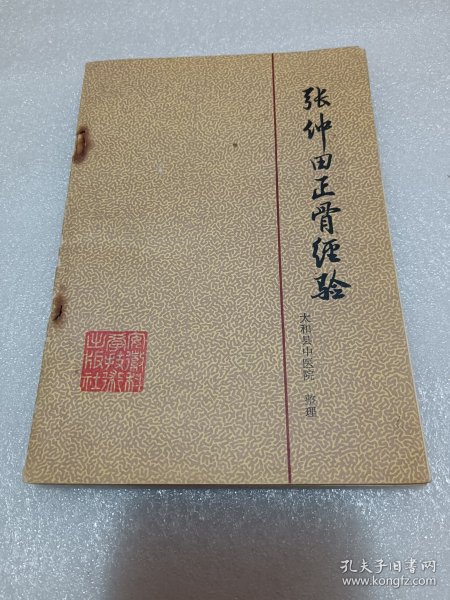 张仲田正骨经验
太和县中医院 整理
安徽科
学技术
出版社
孔夫子旧书网
www.kongfz.com